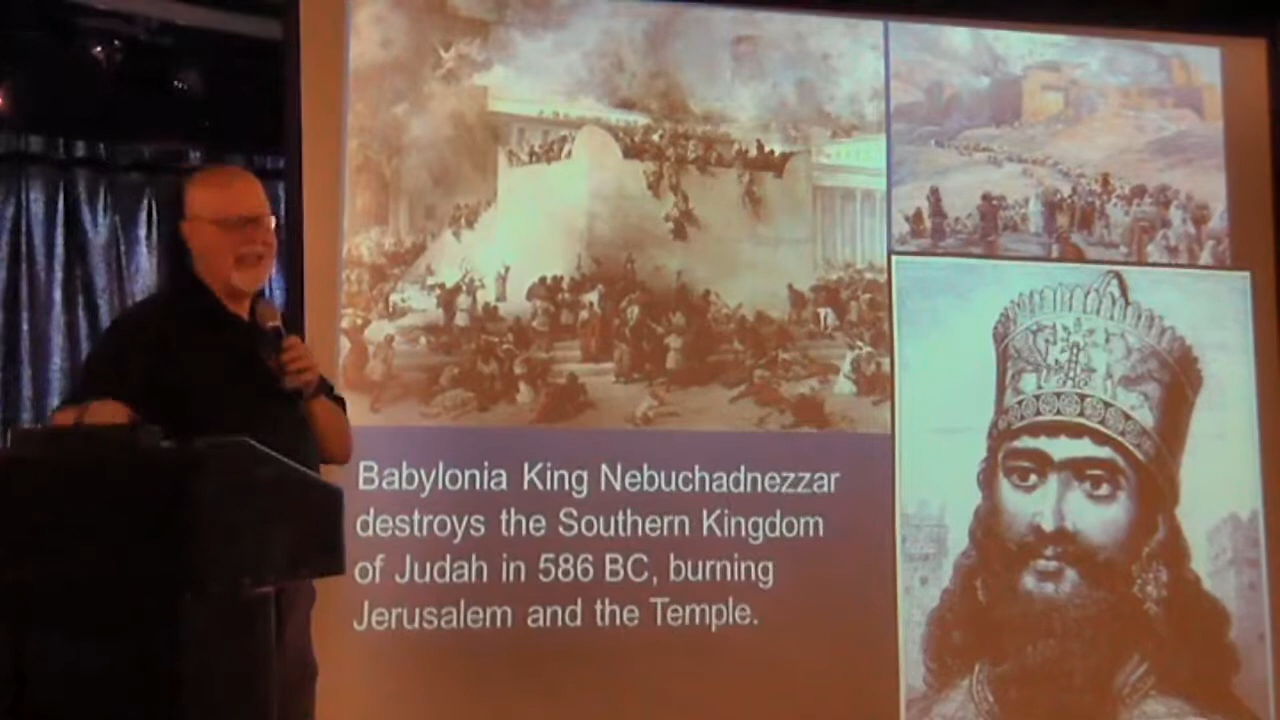 Babylonia King Nebuchadnezzar
destroys the Southern Kingdom
of Judah in 586 BC, burning
Jerusalem and the Temple.